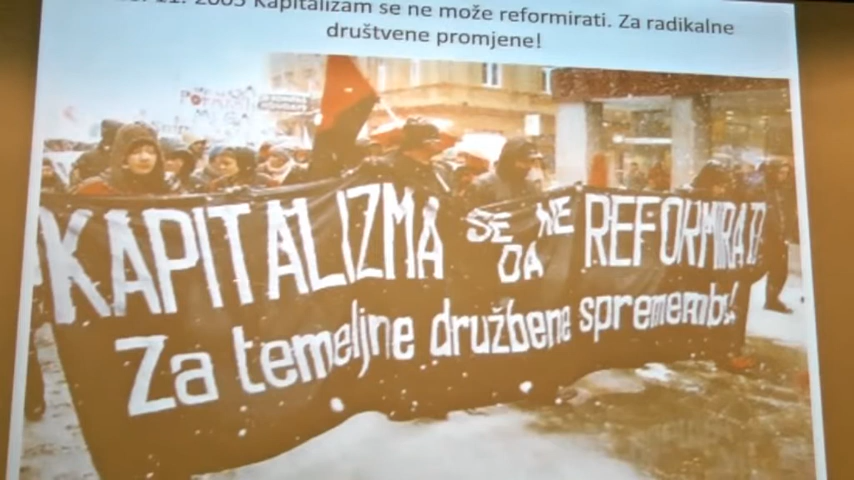 11. 2005 Kapitalizam se ne može reformirati. Za radikalne
društvene promjene!
KAPITALIZMA SE NE DA REFORMIRATI
Za temeljne družbene spremembe!